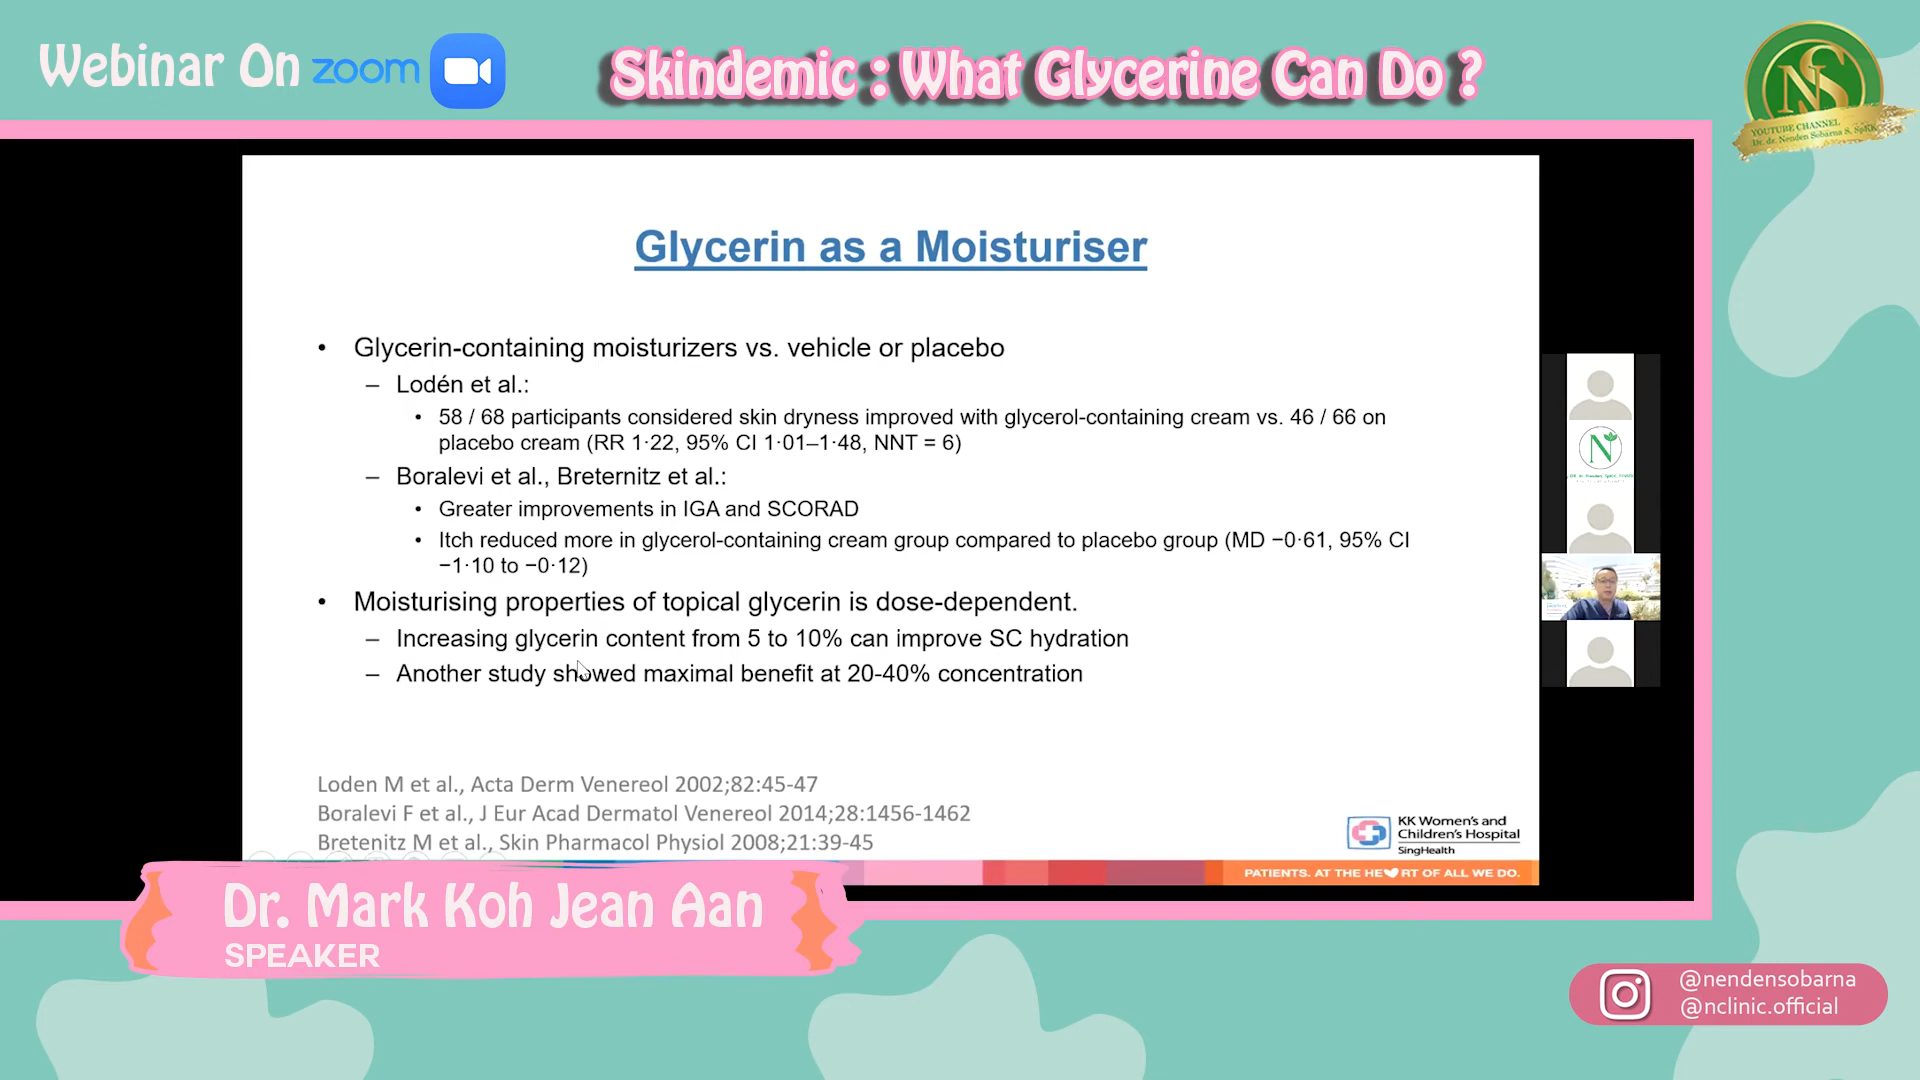 Webinar On zoom
Skindemic : What Glycerine Can Do ?
NS
YOUTUBE CHANNEL
Dr. dr. Nenden Sobarna S, SpKK
Glycerin as a Moisturiser
• Glycerin-containing moisturizers vs. vehicle or placebo
– Lodén et al.:
• 58 / 68 participants considered skin dryness improved with glycerol-containing cream vs. 46 / 66 on
placebo cream (RR 1·22, 95% CI 1·01–1·48, NNT = 6)
– Boralevi et al., Breternitz et al.:
• Greater improvements in IGA and SCORAD
• Itch reduced more in glycerol-containing cream group compared to placebo group (MD −0·61, 95% CI
−1·10 to −0·12)
• Moisturising properties of topical glycerin is dose-dependent.
– Increasing glycerin content from 5 to 10% can improve SC hydration
– Another study showed maximal benefit at 20-40% concentration
Loden M et al., Acta Derm Venereol 2002;82:45-47
Boralevi F et al., J Eur Acad Dermatol Venereol 2014;28:1456-1462
Bretenitz M et al., Skin Pharmacol Physiol 2008;21:39-45
KK Women's and
Children's Hospital
SingHealth
PATIENTS. AT THE HE RT OF ALL WE DO.
N
Dr. Mark Koh Jean Aan
SPEAKER
@nendensobarna
@nclinic.official